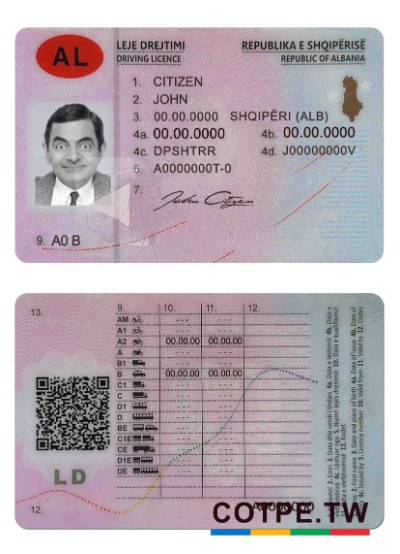 AL
LEJE DREJTIMI
DRIVING LICENCE
REPUBLIKA E SHQIPËRISË
REPUBLIC OF ALBANIA
1. CITIZEN
2. JOHN
3. 00.00.0000 SHQIPËRI (ALB)
4a. 00.00.0000 4b. 00.00.0000
4c. DPSHTRR 4d. J00000000V
5. A0000000T-0
7. John Citizen
9. A0 B
13.
9. 10. 11. 12.
AM --- ---
A1 --- ---
A2 00.00.00 00.00.00
A --- ---
B1 --- ---
B 00.00.00 00.00.00
C1 --- ---
C --- ---
D1 --- ---
D --- ---
BE --- ---
C1E --- ---
CE --- ---
D1E --- ---
DE --- ---
LD
12.
COTPE.TW